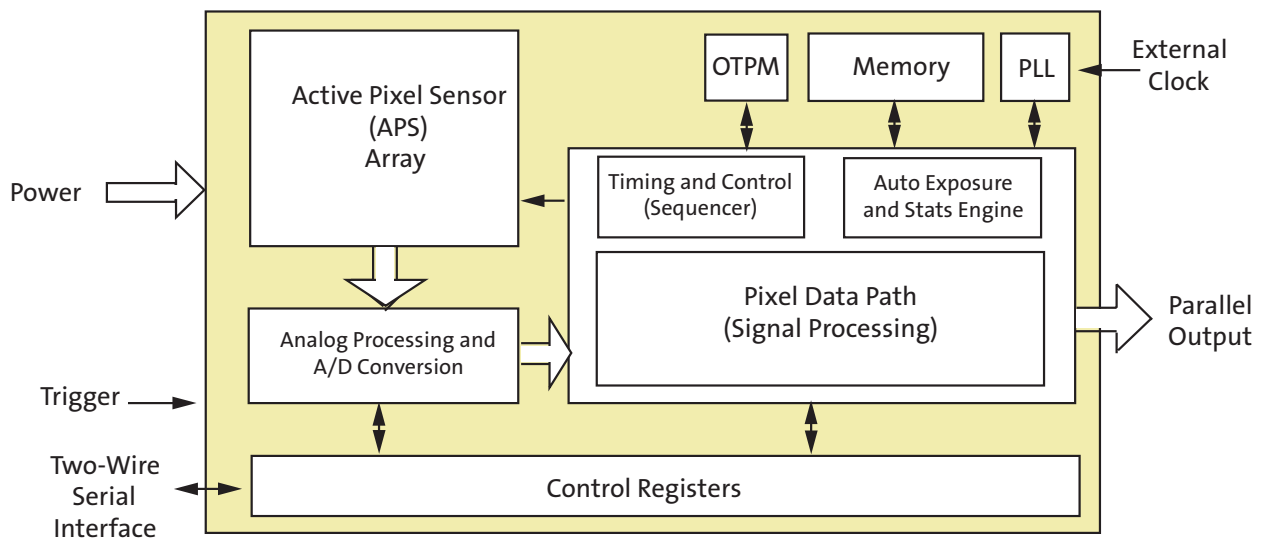 Active Pixel Sensor
(APS)
Array
OTPM
Memory
PLL
External
Clock
Power
Timing and Control
(Sequencer)
Auto Exposure
and Stats Engine
Pixel Data Path
(Signal Processing)
Parallel
Output
Analog Processing and
A/D Conversion
Trigger
Two-Wire
Serial
Interface
Control Registers